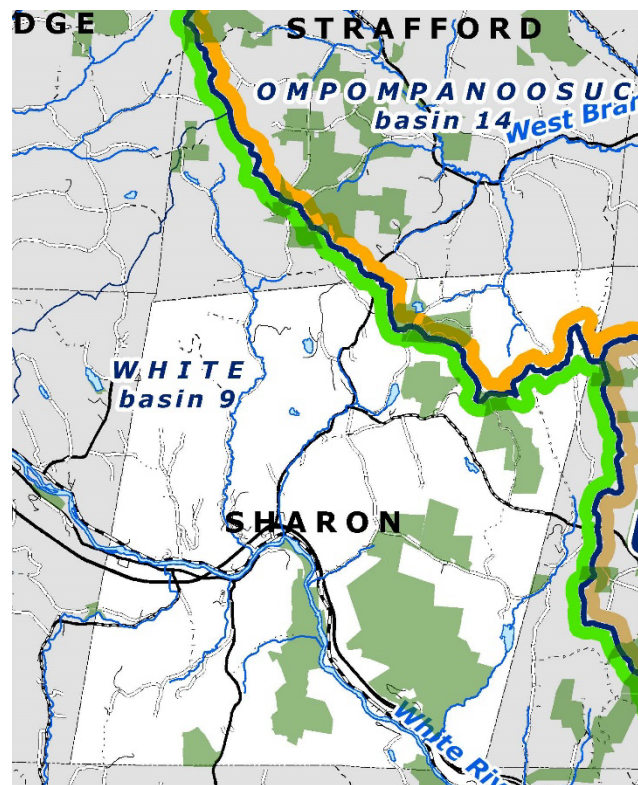 DGE
STRAFFORD
OMPOMPANOOSUC
basin 14
West Bran
WHITE
basin 9
SHARON
White Riv